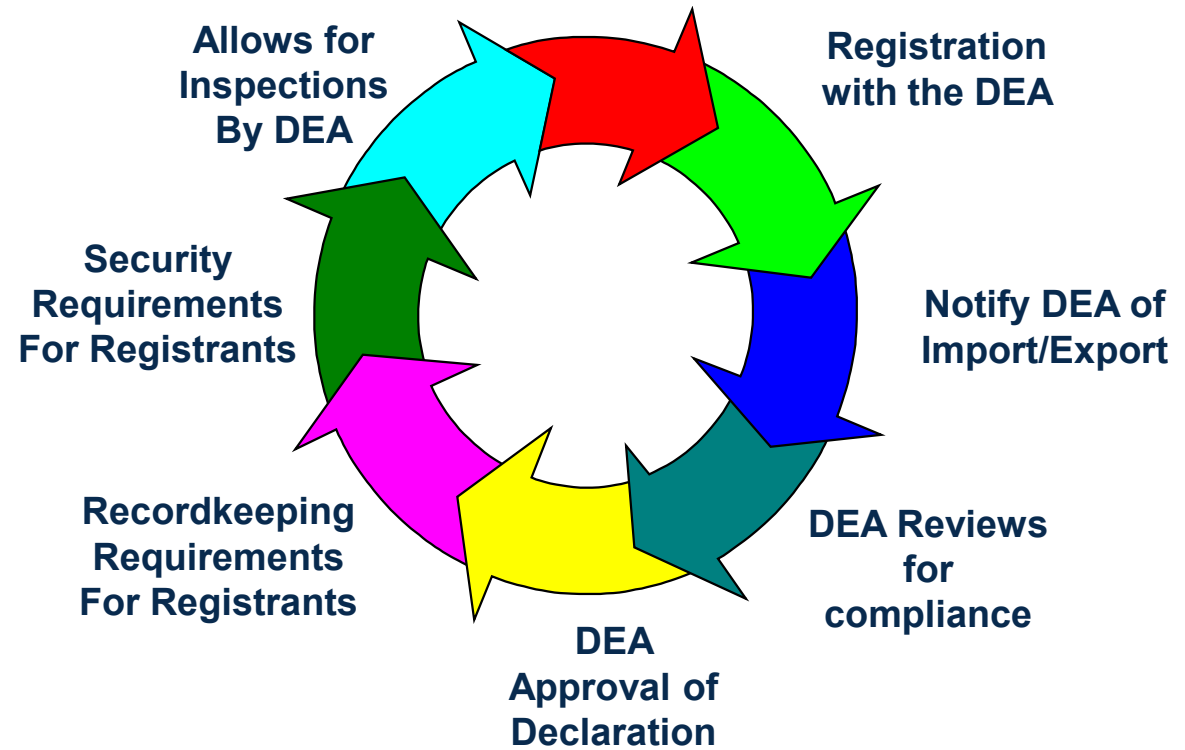 Allows for
Inspections
By DEA
Registration
with the DEA
Security
Requirements
For Registrants
Notify DEA of
Import/Export
Recordkeeping
Requirements
For Registrants
DEA Reviews
for
compliance
DEA
Approval of
Declaration